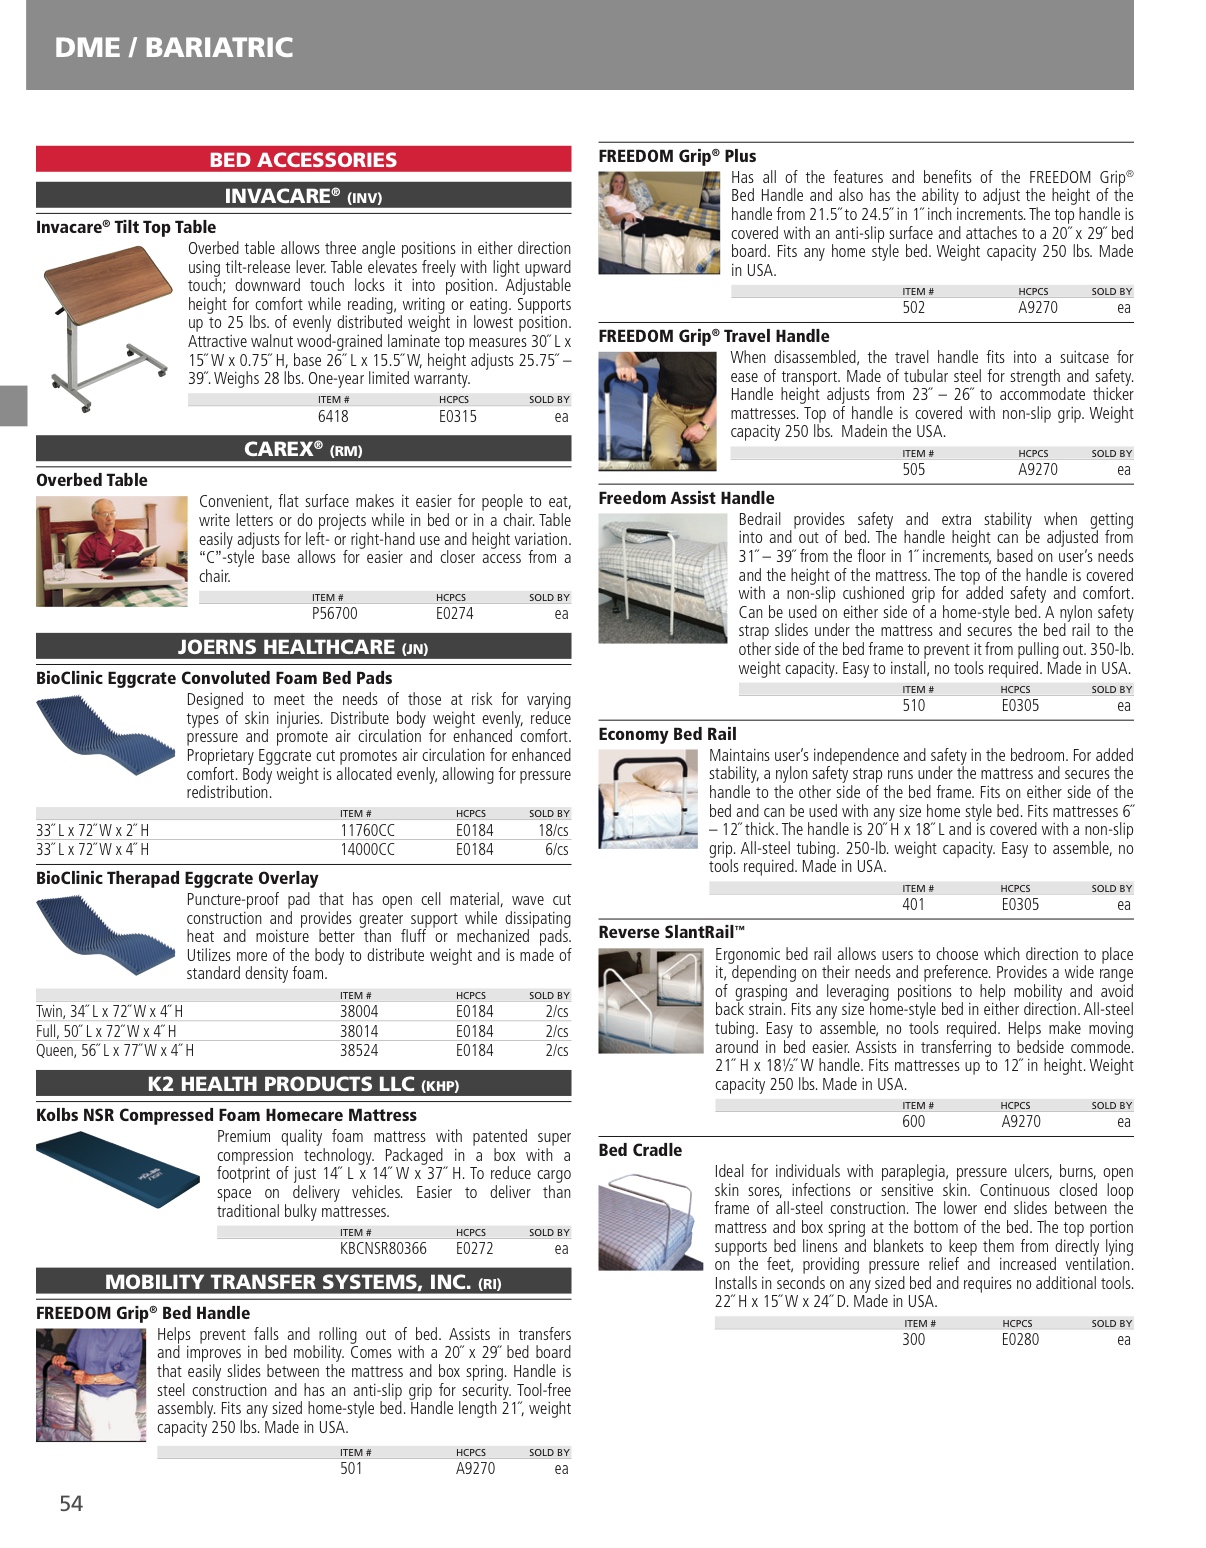 DME / BARIATRIC
BED ACCESSORIES
INVACARE® (INV)
Invacare® Tilt Top Table
Overbed table allows three angle positions in either direction
using tilt-release lever. Table elevates freely with light upward
touch; downward touch locks it into position. Adjustable
height for comfort while reading, writing or eating. Supports
up to 25 lbs. of evenly distributed weight in lowest position.
Attractive walnut wood-grained laminate top measures 30˝ L x
15˝ W x 0.75˝ H, base 26˝ L x 15.5˝ W, height adjusts 25.75˝ –
39˝. Weighs 28 lbs. One-year limited warranty.
ITEM # HCPCS SOLD BY
6418 E0315 ea
CAREX® (RM)
Overbed Table
Convenient, flat surface makes it easier for people to eat,
write letters or do projects while in bed or in a chair. Table
easily adjusts for left- or right-hand use and height variation.
“C”-style base allows for easier and closer access from a
chair.
ITEM # HCPCS SOLD BY
P56700 E0274 ea
JOERNS HEALTHCARE (JN)
BioClinic Eggcrate Convoluted Foam Bed Pads
Designed to meet the needs of those at risk for varying
types of skin injuries. Distribute body weight evenly, reduce
pressure and promote air circulation for enhanced comfort.
Proprietary Eggcrate cut promotes air circulation for enhanced
comfort. Body weight is allocated evenly, allowing for pressure
redistribution.
ITEM # HCPCS SOLD BY
33˝ L x 72˝ W x 2˝ H 11760CC E0184 18/cs
33˝ L x 72˝ W x 4˝ H 14000CC E0184 6/cs
BioClinic Therapad Eggcrate Overlay
Puncture-proof pad that has open cell material, wave cut
construction and provides greater support while dissipating
heat and moisture better than fluff or mechanized pads.
Utilizes more of the body to distribute weight and is made of
standard density foam.
ITEM # HCPCS SOLD BY
Twin, 34˝ L x 72˝ W x 4˝ H 38004 E0184 2/cs
Full, 50˝ L x 72˝ W x 4˝ H 38014 E0184 2/cs
Queen, 56˝ L x 77˝ W x 4˝ H 38524 E0184 2/cs
K2 HEALTH PRODUCTS LLC (KHP)
Kolbs NSR Compressed Foam Homecare Mattress
Premium quality foam mattress with patented super
compression technology. Packaged in a box with a
footprint of just 14˝ L x 14˝ W x 37˝ H. To reduce cargo
space on delivery vehicles. Easier to deliver than
traditional bulky mattresses.
ITEM # HCPCS SOLD BY
KBCNSR80366 E0272 ea
MOBILITY TRANSFER SYSTEMS, INC. (RI)
FREEDOM Grip® Bed Handle
Helps prevent falls and rolling out of bed. Assists in transfers
and improves in bed mobility. Comes with a 20˝ x 29˝ bed board
that easily slides between the mattress and box spring. Handle is
steel construction and has an anti-slip grip for security. Tool-free
assembly. Fits any sized home-style bed. Handle length 21˝, weight
capacity 250 lbs. Made in USA.
ITEM # HCPCS SOLD BY
501 A9270 ea
FREEDOM Grip® Plus
Has all of the features and benefits of the FREEDOM Grip®
Bed Handle and also has the ability to adjust the height of the
handle from 21.5˝ to 24.5˝ in 1˝ inch increments. The top handle is
covered with an anti-slip surface and attaches to a 20˝ x 29˝ bed
board. Fits any home style bed. Weight capacity 250 lbs. Made
in USA.
ITEM # HCPCS SOLD BY
502 A9270 ea
FREEDOM Grip® Travel Handle
When disassembled, the travel handle fits into a suitcase for
ease of transport. Made of tubular steel for strength and safety.
Handle height adjusts from 23˝ – 26˝ to accommodate thicker
mattresses. Top of handle is covered with non-slip grip. Weight
capacity 250 lbs. Madein the USA.
ITEM # HCPCS SOLD BY
505 A9270 ea
Freedom Assist Handle
Bedrail provides safety and extra stability when getting
into and out of bed. The handle height can be adjusted from
31˝ – 39˝ from the floor in 1˝ increments, based on user’s needs
and the height of the mattress. The top of the handle is covered
with a non-slip cushioned grip for added safety and comfort.
Can be used on either side of a home-style bed. A nylon safety
strap slides under the mattress and secures the bed rail to the
other side of the bed frame to prevent it from pulling out. 350-lb.
weight capacity. Easy to install, no tools required. Made in USA.
ITEM # HCPCS SOLD BY
510 E0305 ea
Economy Bed Rail
Maintains user’s independence and safety in the bedroom. For added
stability, a nylon safety strap runs under the mattress and secures the
handle to the other side of the bed frame. Fits on either side of the
bed and can be used with any size home style bed. Fits mattresses 6˝
– 12˝ thick. The handle is 20˝ H x 18˝ L and is covered with a non-slip
grip. All-steel tubing. 250-lb. weight capacity. Easy to assemble, no
tools required. Made in USA.
ITEM # HCPCS SOLD BY
401 E0305 ea
Reverse SlantRail™
Ergonomic bed rail allows users to choose which direction to place
it, depending on their needs and preference. Provides a wide range
of grasping and leveraging positions to help mobility and avoid
back strain. Fits any size home-style bed in either direction. All-steel
tubing. Easy to assemble, no tools required. Helps make moving
around in bed easier. Assists in transferring to bedside commode.
21˝ H x 18½˝ W handle. Fits mattresses up to 12˝ in height. Weight
capacity 250 lbs. Made in USA.
ITEM # HCPCS SOLD BY
600 A9270 ea
Bed Cradle
Ideal for individuals with paraplegia, pressure ulcers, burns, open
skin sores, infections or sensitive skin. Continuous closed loop
frame of all-steel construction. The lower end slides between the
mattress and box spring at the bottom of the bed. The top portion
supports bed linens and blankets to keep them from directly lying
on the feet, providing pressure relief and increased ventilation.
Installs in seconds on any sized bed and requires no additional tools.
22˝ H x 15˝ W x 24˝ D. Made in USA.
ITEM # HCPCS SOLD BY
300 E0280 ea
54